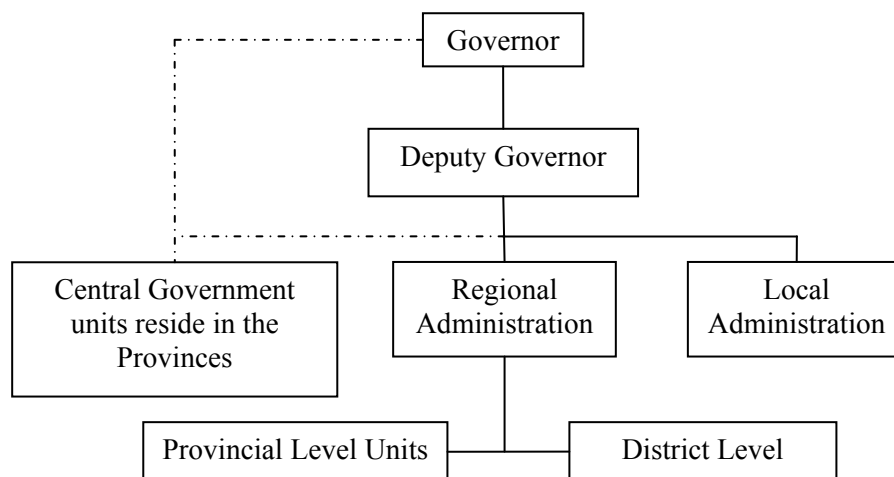 Governor
Deputy Governor
Central Government
units reside in the
Provinces
Regional
Administration
Local
Administration
Provincial Level Units
District Level